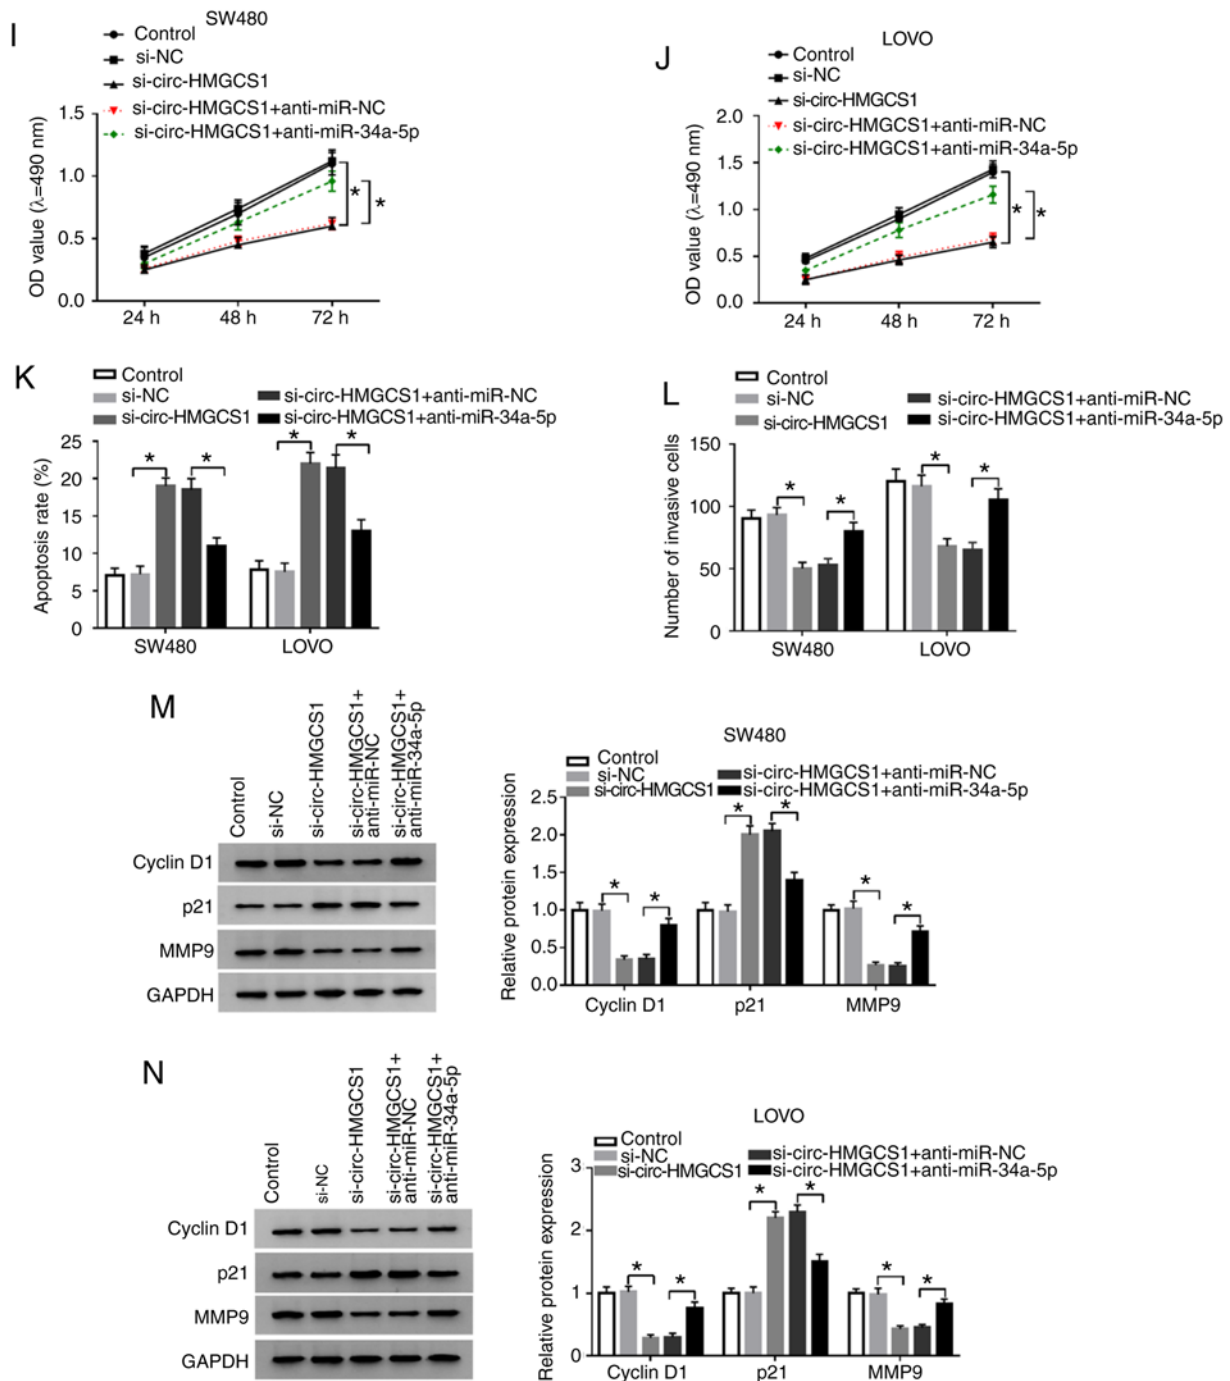 I
SW480
Control
si-NC
si-circ-HMGCS1
si-circ-HMGCS1+anti-miR-NC
si-circ-HMGCS1+anti-miR-34a-5p
OD value (λ=490 nm)
1.5
1.0
0.5
0.0
24 h 48 h 72 h
*
*
J
LOVO
Control
si-NC
si-circ-HMGCS1
si-circ-HMGCS1+anti-miR-NC
si-circ-HMGCS1+anti-miR-34a-5p
OD value (λ=490 nm)
2.0
1.5
1.0
0.5
0.0
24 h 48 h 72 h
*
*
K
Control
si-NC
si-circ-HMGCS1
si-circ-HMGCS1+anti-miR-NC
si-circ-HMGCS1+anti-miR-34a-5p
Apoptosis rate (%)
25
20
15
10
5
0
* * * *
SW480 LOVO
L
Control
si-NC
si-circ-HMGCS1
si-circ-HMGCS1+anti-miR-NC
si-circ-HMGCS1+anti-miR-34a-5p
Number of invasive cells
150
100
50
0
* * * *
SW480 LOVO
M
Control
si-NC
si-circ-HMGCS1
si-circ-HMGCS1+
anti-miR-NC
si-circ-HMGCS1+
anti-miR-34a-5p
Cyclin D1
p21
MMP9
GAPDH
SW480
Control
si-NC
si-circ-HMGCS1
si-circ-HMGCS1+anti-miR-NC
si-circ-HMGCS1+anti-miR-34a-5p
Relative protein expression
2.5
2.0
1.5
1.0
0.5
0.0
* * * * * *
Cyclin D1 p21 MMP9
N
Control
si-NC
si-circ-HMGCS1
si-circ-HMGCS1+
anti-miR-NC
si-circ-HMGCS1+
anti-miR-34a-5p
Cyclin D1
p21
MMP9
GAPDH
LOVO
Control
si-NC
si-circ-HMGCS1
si-circ-HMGCS1+anti-miR-NC
si-circ-HMGCS1+anti-miR-34a-5p
Relative protein expression
3
2
1
0
* * * * * *
Cyclin D1 p21 MMP9